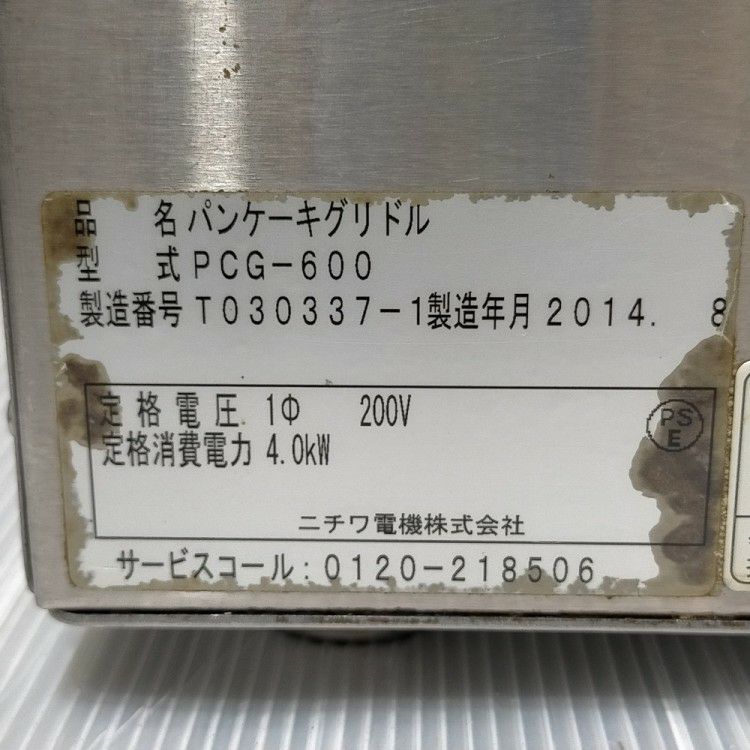 品 名 パンケーキグリドル
型 式 PCG-600
製造番号 T030337-1 製造年月 2014. 8
定格電圧 1Φ 200V
定格消費電力 4.0kW
PS
E
ニチワ電機株式会社
サービスコール:0120-218506